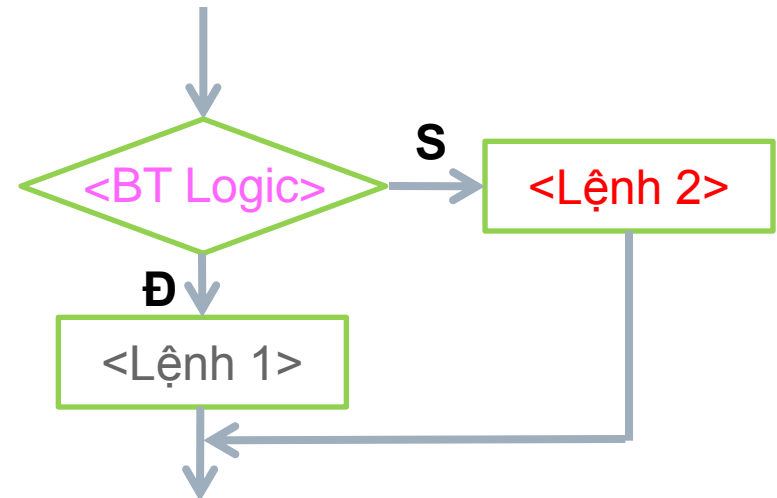 <BT Logic>
S
<Lệnh 2>
Đ
<Lệnh 1>